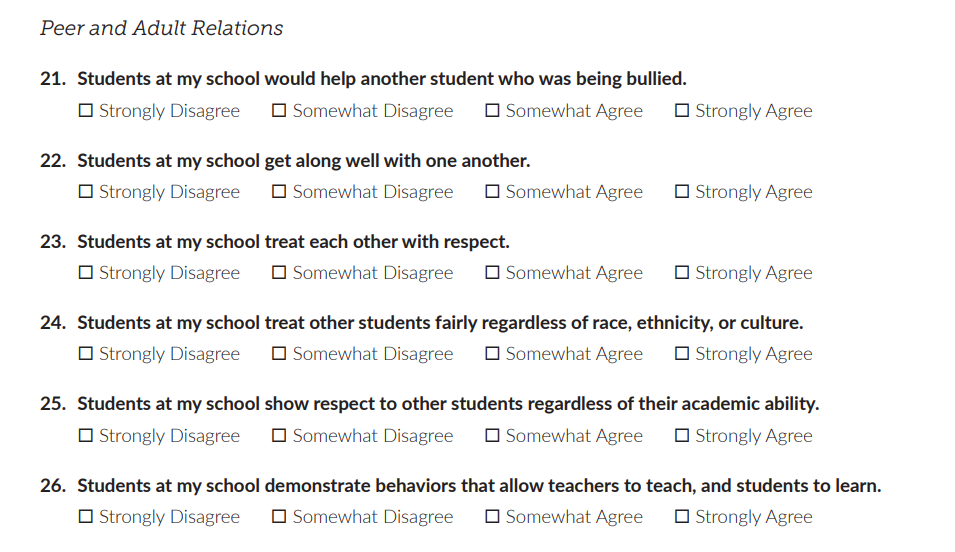 Peer and Adult Relations
21. Students at my school would help another student who was being bullied.
☐ Strongly Disagree ☐ Somewhat Disagree ☐ Somewhat Agree ☐ Strongly Agree
22. Students at my school get along well with one another.
☐ Strongly Disagree ☐ Somewhat Disagree ☐ Somewhat Agree ☐ Strongly Agree
23. Students at my school treat each other with respect.
☐ Strongly Disagree ☐ Somewhat Disagree ☐ Somewhat Agree ☐ Strongly Agree
24. Students at my school treat other students fairly regardless of race, ethnicity, or culture.
☐ Strongly Disagree ☐ Somewhat Disagree ☐ Somewhat Agree ☐ Strongly Agree
25. Students at my school show respect to other students regardless of their academic ability.
☐ Strongly Disagree ☐ Somewhat Disagree ☐ Somewhat Agree ☐ Strongly Agree
26. Students at my school demonstrate behaviors that allow teachers to teach, and students to learn.
☐ Strongly Disagree ☐ Somewhat Disagree ☐ Somewhat Agree ☐ Strongly Agree